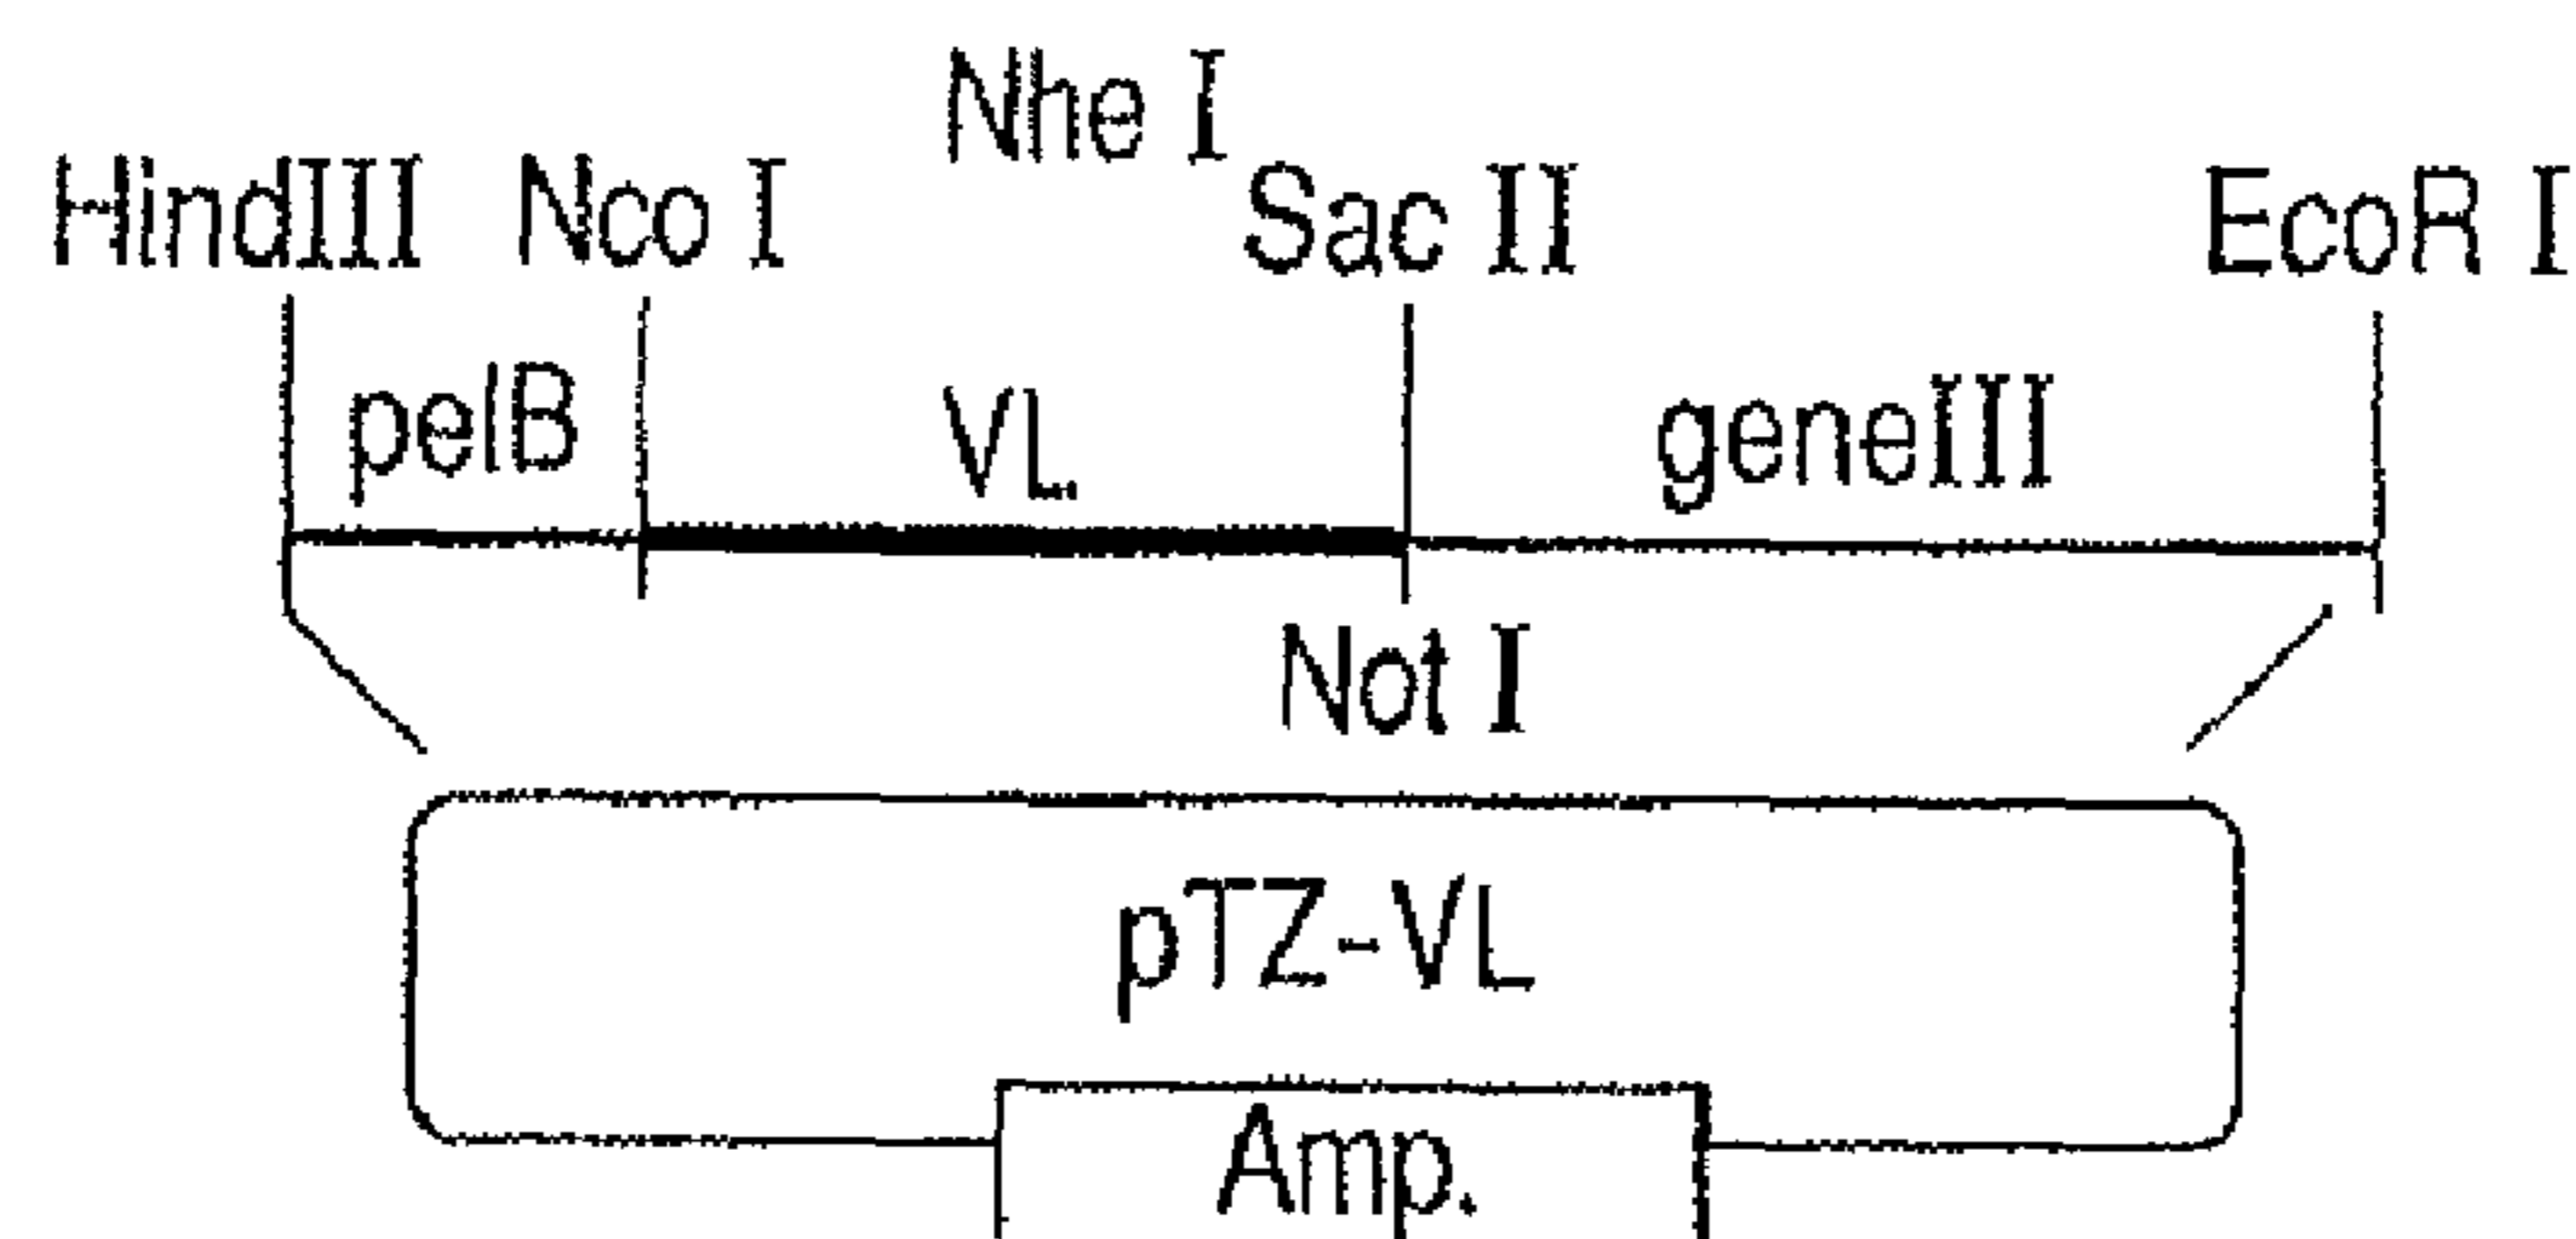 Nhe I
HindIII Nco I Sac II EcoR I
pelB VL geneIII
Not I
pTZ-VL
Amp.